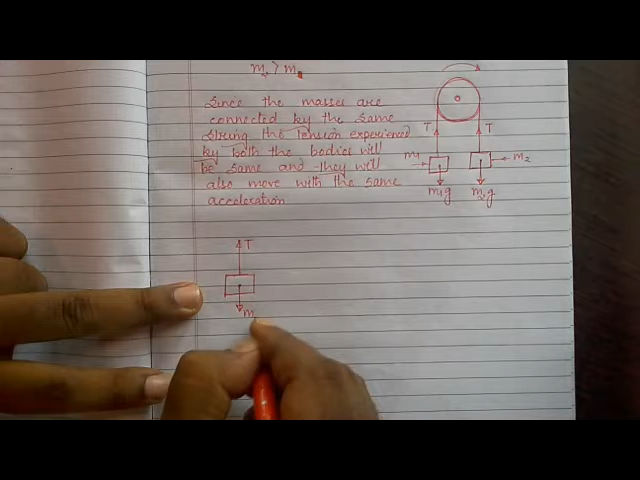 m₂ > m₁
Since the masses are
connected by the same
string the tension experienced
by both the bodies will
be same and they will
also move with the same
acceleration
T T
m₁ m₂
m₁g m₂g
T
m